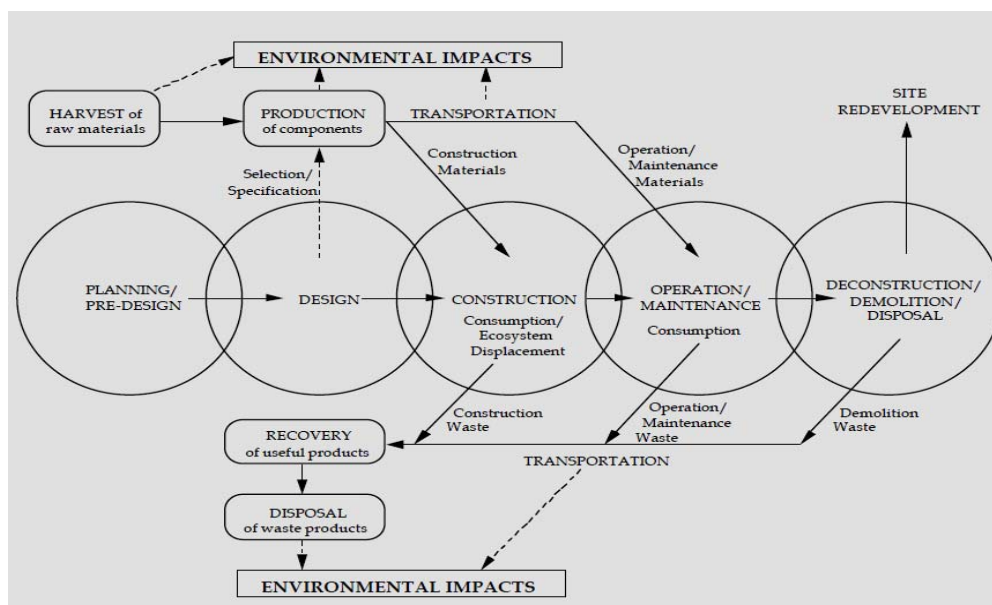 ENVIRONMENTAL IMPACTS
HARVEST of
raw materials
PRODUCTION
of components
TRANSPORTATION
SITE
REDEVELOPMENT
Selection/
Specification
Construction
Materials
Operation/
Maintenance
Materials
PLANNING/
PRE-DESIGN
DESIGN
CONSTRUCTION
Consumption/
Ecosystem
Displacement
OPERATION/
MAINTENANCE
Consumption
DECONSTRUCTION/
DEMOLITION/
DISPOSAL
Construction
Waste
Operation/
Maintenance
Waste
Demolition
Waste
RECOVERY
of useful products
TRANSPORTATION
DISPOSAL
of waste products
ENVIRONMENTAL IMPACTS